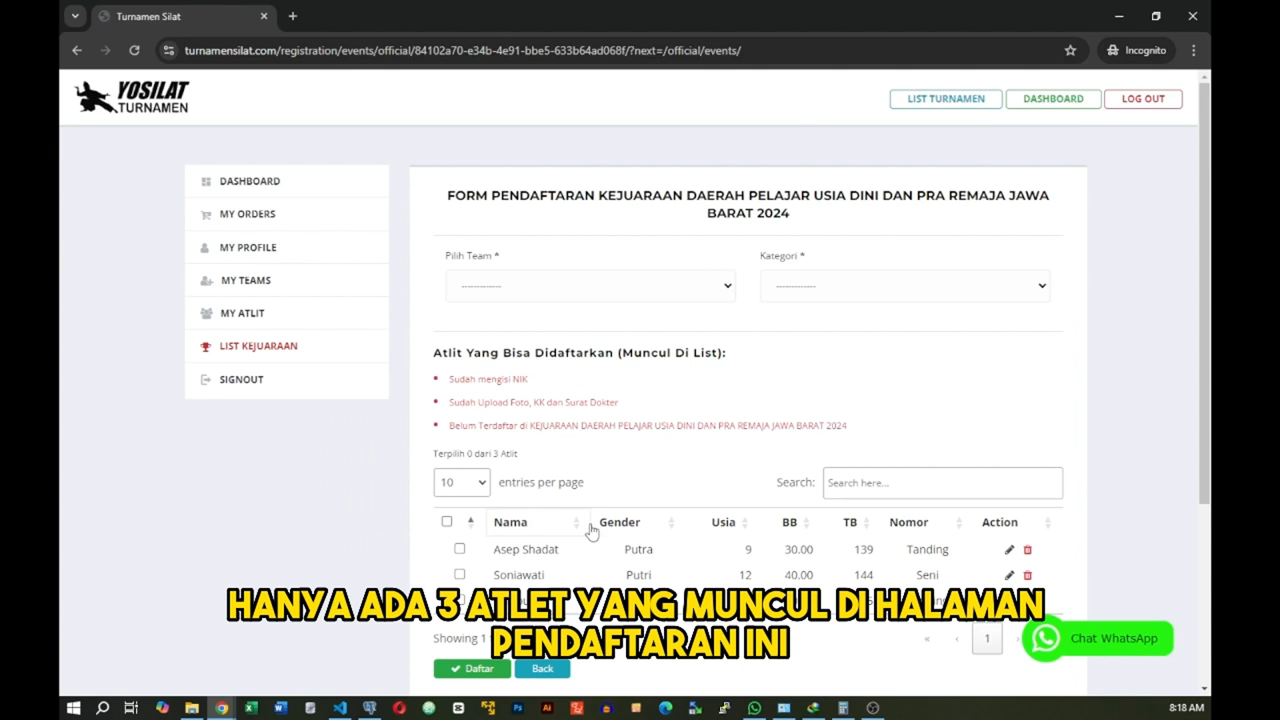 Turnamen Silat
turnamensilat.com/registration/events/official/84102a70-e34b-4e91-bbe5-633b64ad068f/?next=/official/events/
Incognito
YOSILAT
TURNAMEN
LIST TURNAMEN
DASHBOARD
LOG OUT
DASHBOARD
MY ORDERS
MY PROFILE
MY TEAMS
MY ATLIT
LIST KEJUARAAN
SIGNOUT
FORM PENDAFTARAN KEJUARAAN DAERAH PELAJAR USIA DINI DAN PRA REMAJA JAWA
BARAT 2024
Pilih Team * Kategori *
------------- -------------
Atlit Yang Bisa Didaftarkan (Muncul Di List):
Sudah mengisi NIK
Sudah Upload Foto, KK dan Surat Dokter
Belum Terdaftar di KEJUARAAN DAERAH PELAJAR USIA DINI DAN PRA REMAJA JAWA BARAT 2024
Terpilih 0 dari 3 Atlit
10 entries per page Search: Search here...
Nama Gender Usia BB TB Nomor Action
Asep Shadat Putra 9 30.00 139 Tanding
Soniawati Putri 12 40.00 144 Seni
HANYA ADA 3 ATLET YANG MUNCUL DI HALAMAN
PENDAFTARAN INI
Showing 1
« ‹ 1 ›
Chat WhatsApp
Daftar Back
8:18 AM